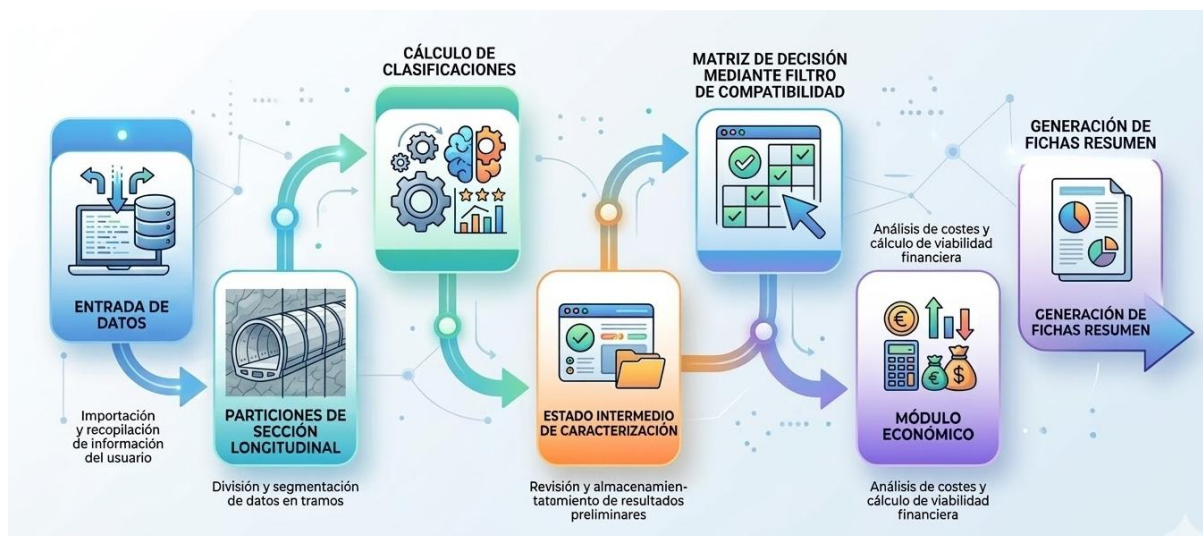 ENTRADA DE
DATOS
Importación
y recopilación
de información
del usuario
PARTICIONES DE
SECCIÓN
LONGITUDINAL
División y segmentación
de datos en tramos
CÁLCULO DE
CLASIFICACIONES
ESTADO INTERMEDIO
DE CARACTERIZACIÓN
Revisión y almacenamien-
tatomiento de resultados
preliminares
MATRIZ DE DECISIÓN
MEDIANTE FILTRO
DE COMPATIBILIDAD
Análisis de costes y
cálculo de viabilidad
financiera
€
€
$
MÓDULO
ECONÓMICO
Análisis de costes y
cálculo de viabilidad
financiera
GENERACIÓN DE
FICHAS RESUMEN
GENERACIÓN DE
FICHAS RESUMEN